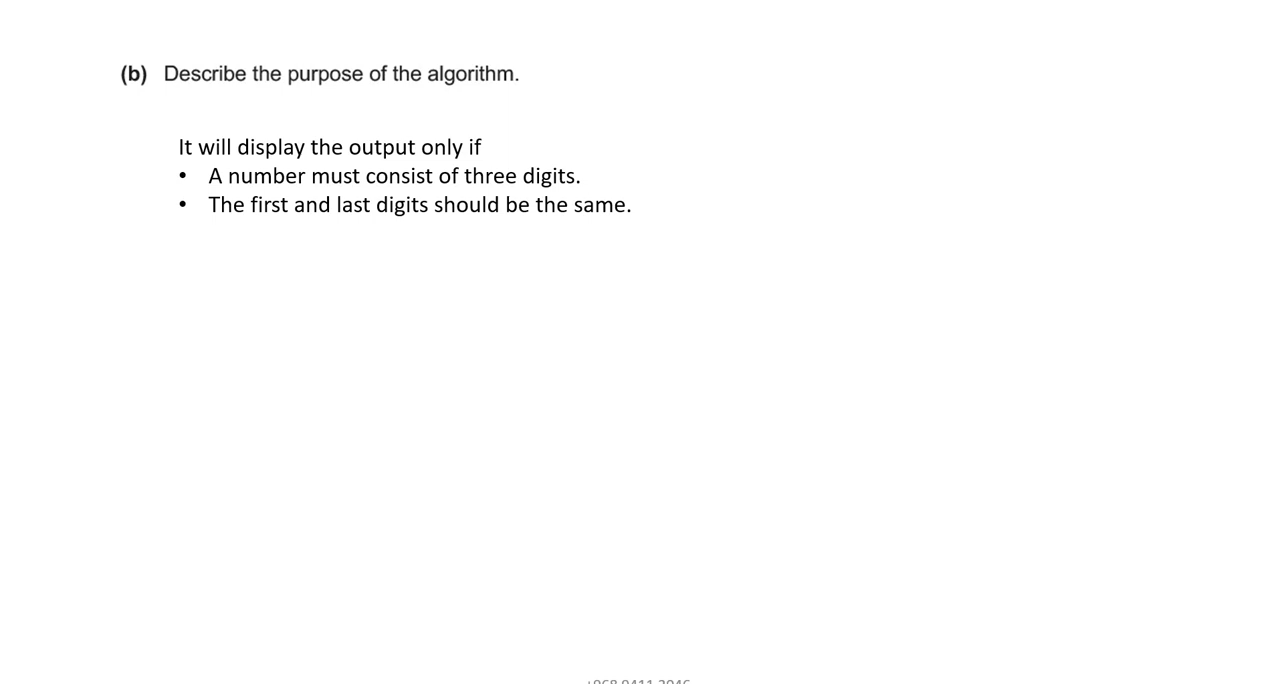 (b) Describe the purpose of the algorithm.
It will display the output only if
• A number must consist of three digits.
• The first and last digits should be the same.